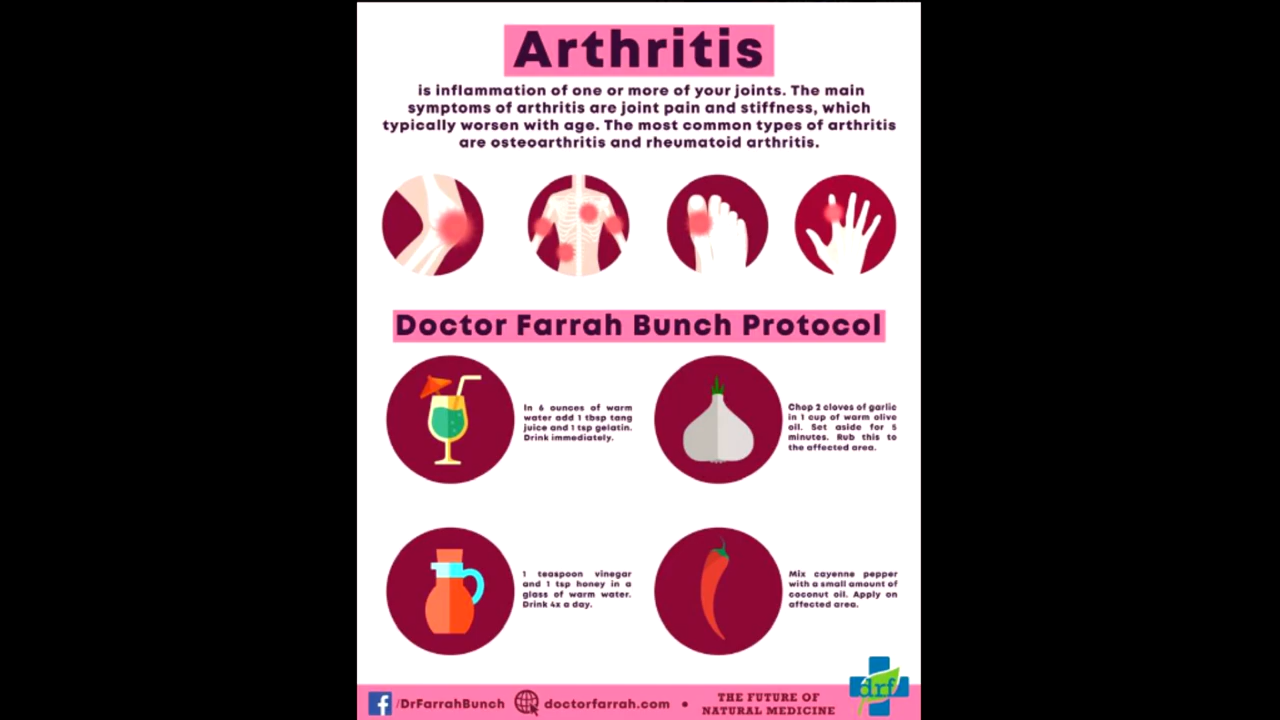 Arthritis
is inflammation of one or more of your joints. The main
symptoms of arthritis are joint pain and stiffness, which
typically worsen with age. The most common types of arthritis
are osteoarthritis and rheumatoid arthritis.
Doctor Farrah Bunch Protocol
In 6 ounces of warm
water add 1 tbsp tang
juice and 1 tsp gelatin.
Drink immediately.
Chop 2 cloves of garlic
in 1 cup of warm olive
oil. Set aside for 5
minutes. Rub this to
the affected area.
1 teaspoon vinegar
and 1 tsp honey in a
glass of warm water.
Drink 4x a day.
Mix cayenne pepper
with a small amount of
coconut oil. Apply on
affected area.
/DrFarrahBunch
doctorfarrah.com
•
THE FUTURE OF
NATURAL MEDICINE
drf